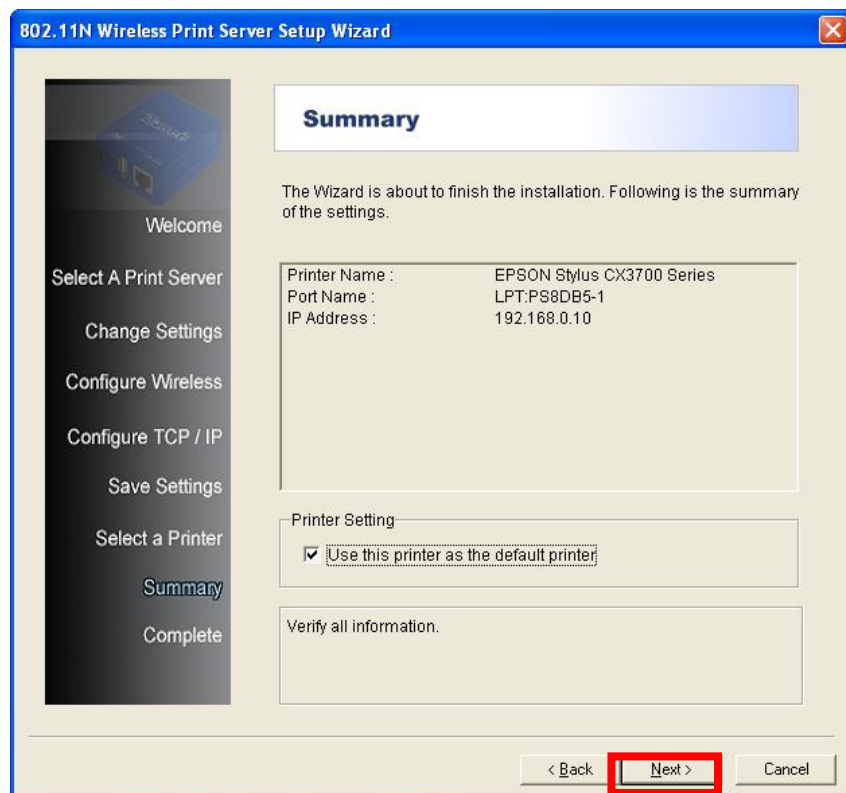 802.11N Wireless Print Server Setup Wizard
Summary
The Wizard is about to finish the installation. Following is the summary
of the settings.
Welcome
Select A Print Server
Change Settings
Configure Wireless
Configure TCP / IP
Save Settings
Select a Printer
Summary
Complete
Printer Name : EPSON Stylus CX3700 Series
Port Name : LPT:PS8DB5-1
IP Address : 192.168.0.10
Printer Setting
Use this printer as the default printer
Verify all information.
< Back
Next >
Cancel